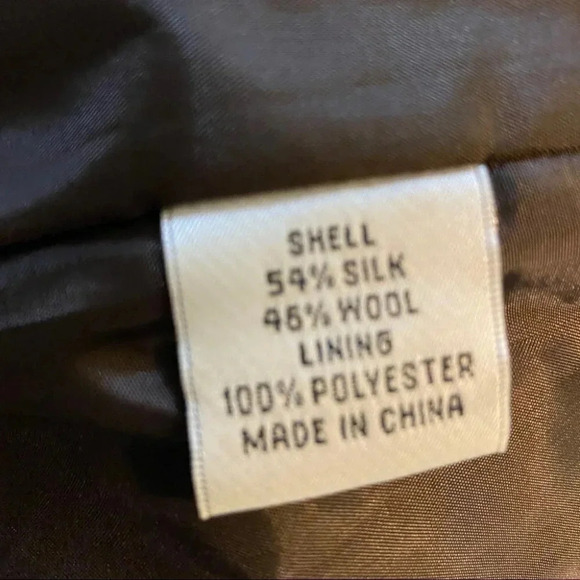 SHELL
54% SILK
46% WOOL
LINING
100% POLYESTER
MADE IN CHINA